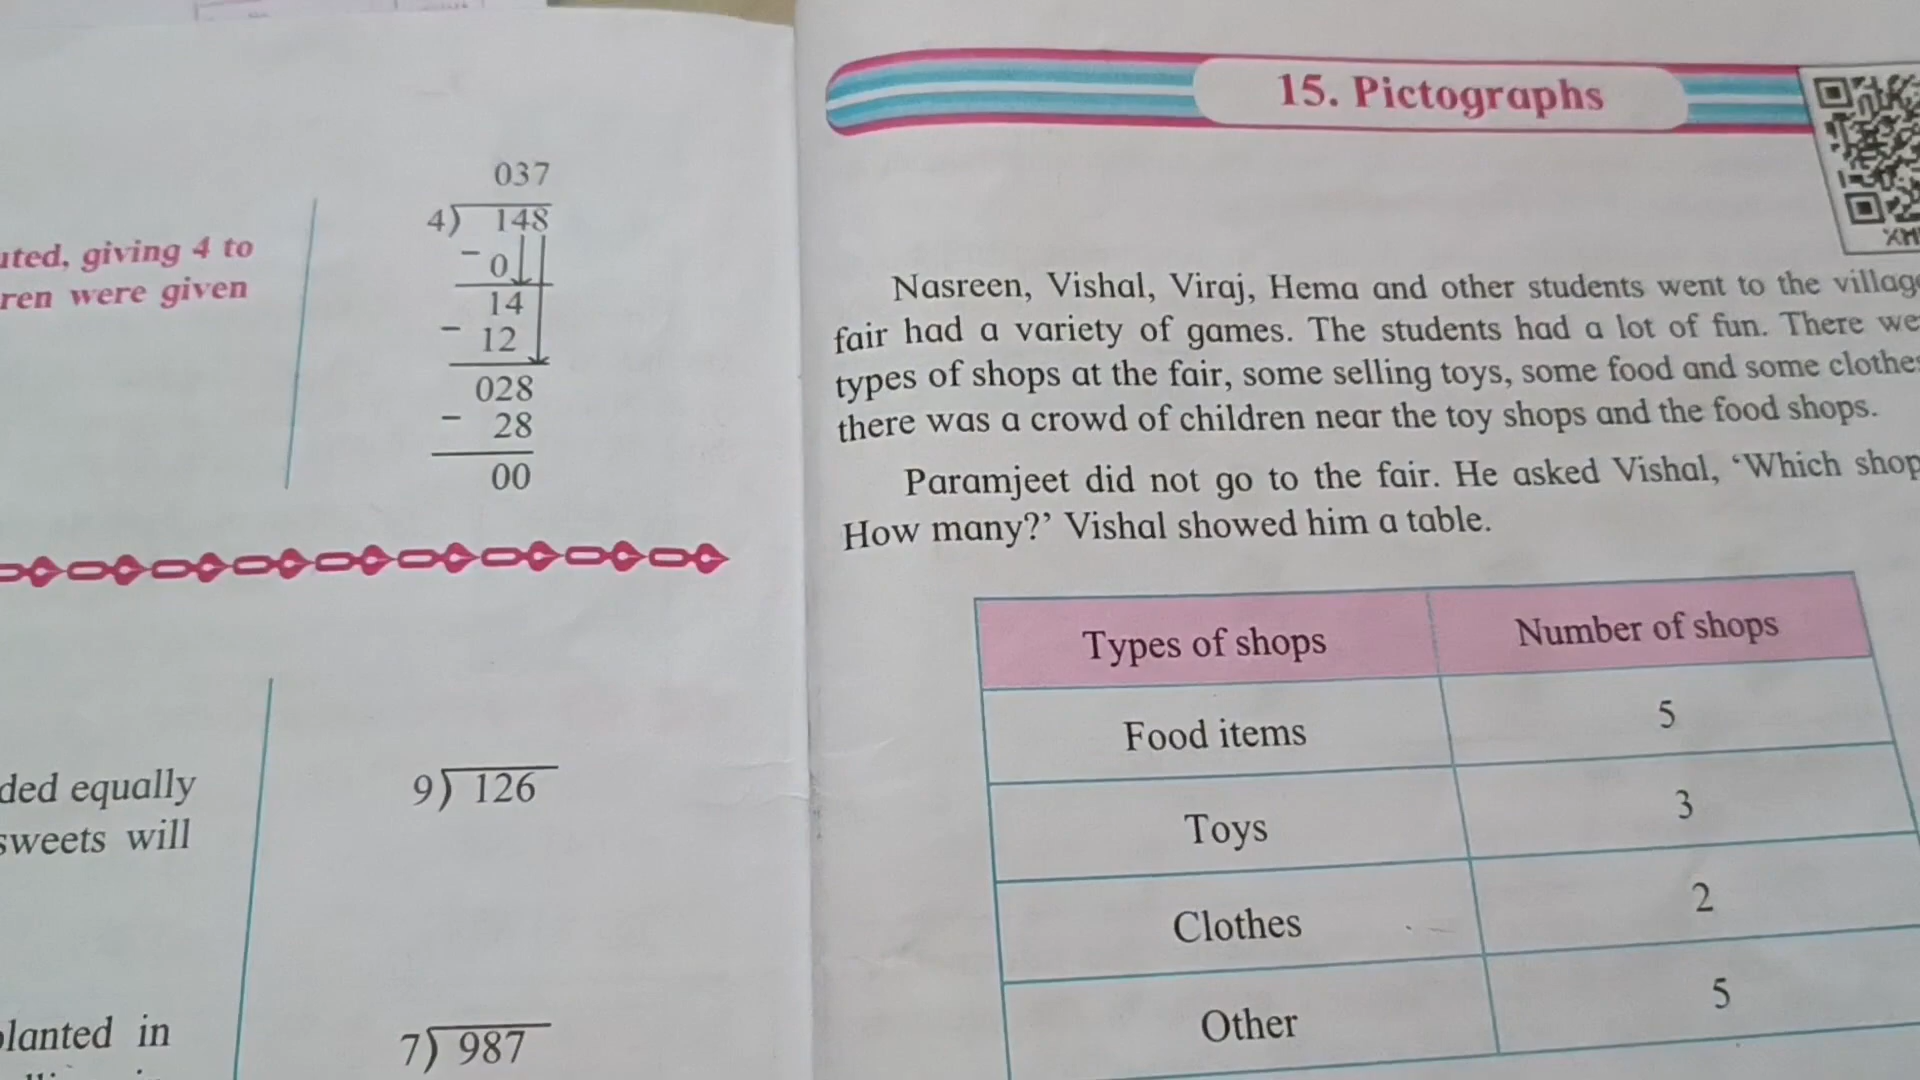 uted, giving 4 to
ren were given
037
4) 148
- 0
14
- 12
028
- 28
00
ded equally
sweets will
9) 126
planted in
7) 987
15. Pictographs
Nasreen, Vishal, Viraj, Hema and other students went to the village
fair had a variety of games. The students had a lot of fun. There we
types of shops at the fair, some selling toys, some food and some clothes
there was a crowd of children near the toy shops and the food shops.
Paramjeet did not go to the fair. He asked Vishal, ‘Which shop
How many?’ Vishal showed him a table.
Types of shops Number of shops
Food items 5
Toys 3
Clothes 2
Other 5